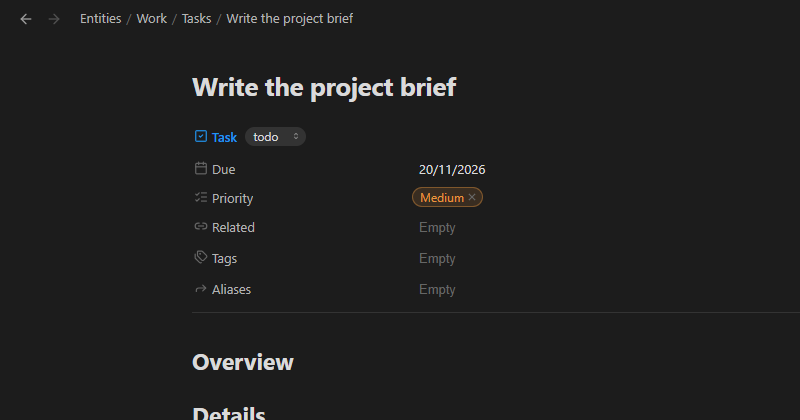 Entities / Work / Tasks / Write the project brief
Write the project brief
Task todo
Due 20/11/2026
Priority Medium ×
Related Empty
Tags Empty
Aliases Empty
Overview
Details